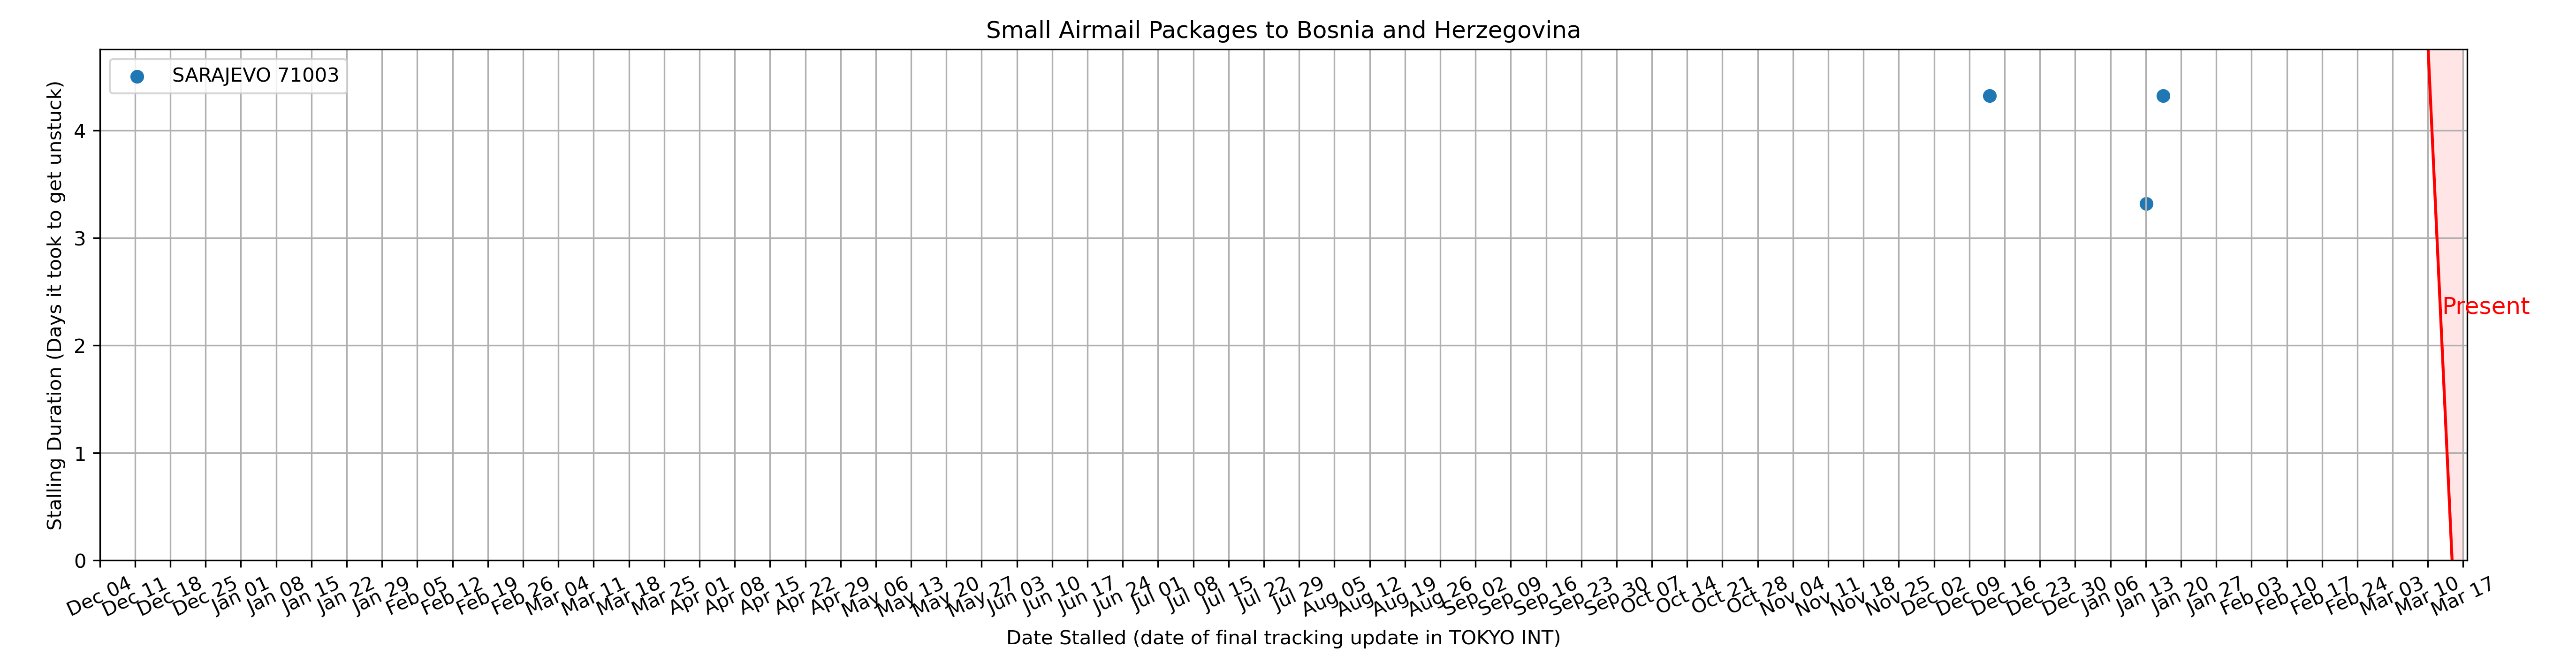 Small Airmail Packages to Bosnia and Herzegovina
SARAJEVO 71003
Stalling Duration (Days it took to get unstuck)
4
3
2
1
0
Present
Dec 04 Dec 11 Dec 18 Dec 25 Jan 01 Jan 08 Jan 15 Jan 22 Jan 29 Feb 05 Feb 12 Feb 19 Feb 26 Mar 04 Mar 11 Mar 18 Mar 25 Apr 01 Apr 08 Apr 15 Apr 22 Apr 29 May 06 May 13 May 20 May 27 Jun 03 Jun 10 Jun 17 Jun 24 Jul 01 Jul 08 Jul 15 Jul 22 Jul 29 Aug 05 Aug 12 Aug 19 Aug 26 Sep 02 Sep 09 Sep 16 Sep 23 Sep 30 Oct 07 Oct 14 Oct 21 Oct 28 Nov 04 Nov 11 Nov 18 Nov 25 Dec 02 Dec 09 Dec 16 Dec 23 Dec 30 Jan 06 Jan 13 Jan 20 Jan 27 Feb 03 Feb 10 Feb 17 Feb 24 Mar 03 Mar 10 Mar 17
Date Stalled (date of final tracking update in TOKYO INT)